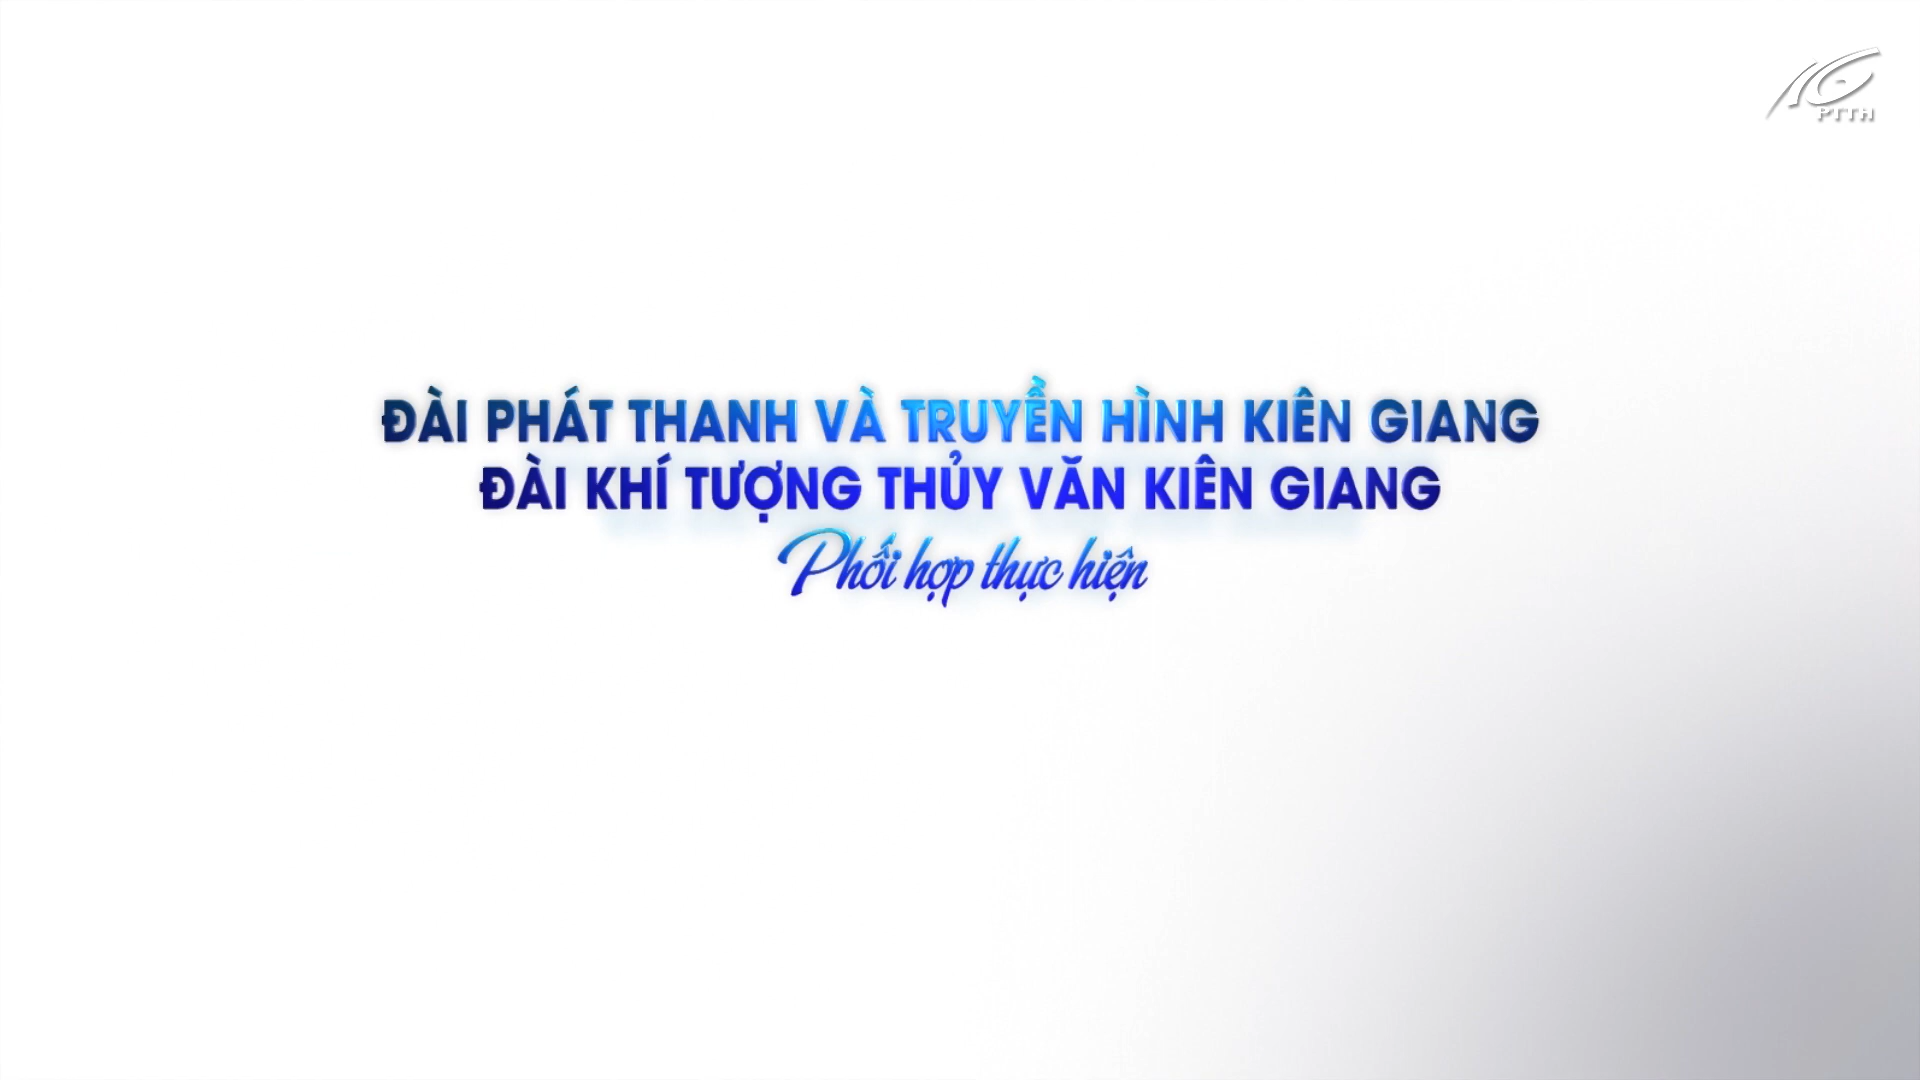 PTTH
ĐÀI PHÁT THANH VÀ TRUYỀN HÌNH KIÊN GIANG
ĐÀI KHÍ TƯỢNG THỦY VĂN KIÊN GIANG
Phối hợp thực hiện